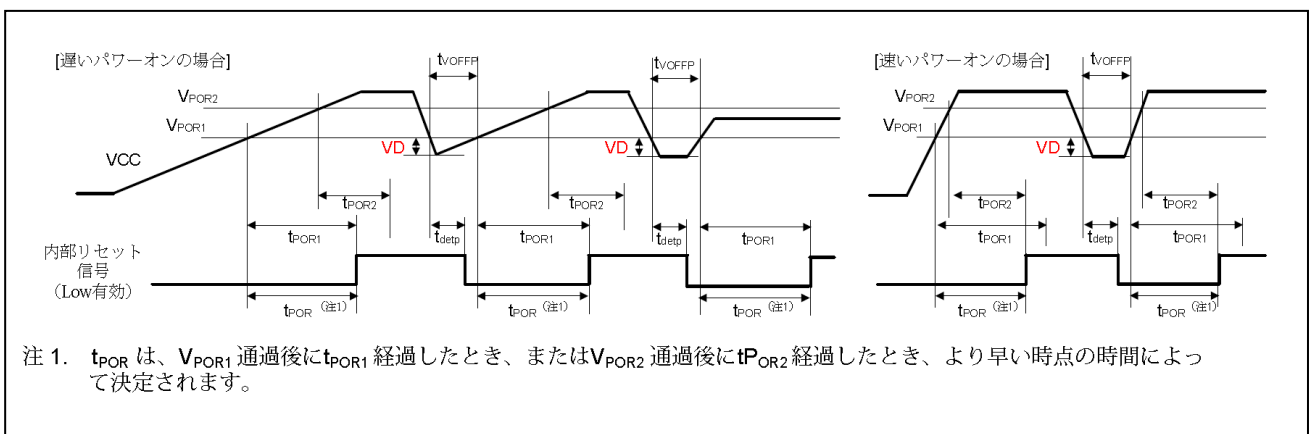 [遅いパワーオンの場合]
tVOFFP
tVOFFP
[速いパワーオンの場合]
tVOFFP
VPOR2
VPOR1
VCC
VD
VD
VPOR2
VPOR1
VD
tPOR2
tPOR2
tPOR2
tPOR2
tPOR1
tdetp
tPOR1
tdetp
tPOR1
tPOR1
tdetp
tPOR1
内部リセット
信号
（Low有効）
tPOR（注1）
tPOR（注1）
tPOR（注1）
tPOR（注1）
tPOR（注1）
注 1. tPOR は、VPOR1 通過後にtPOR1 経過したとき、またはVPOR2 通過後にtPOR2 経過したとき、より早い時点の時間によっ
て決定されます。